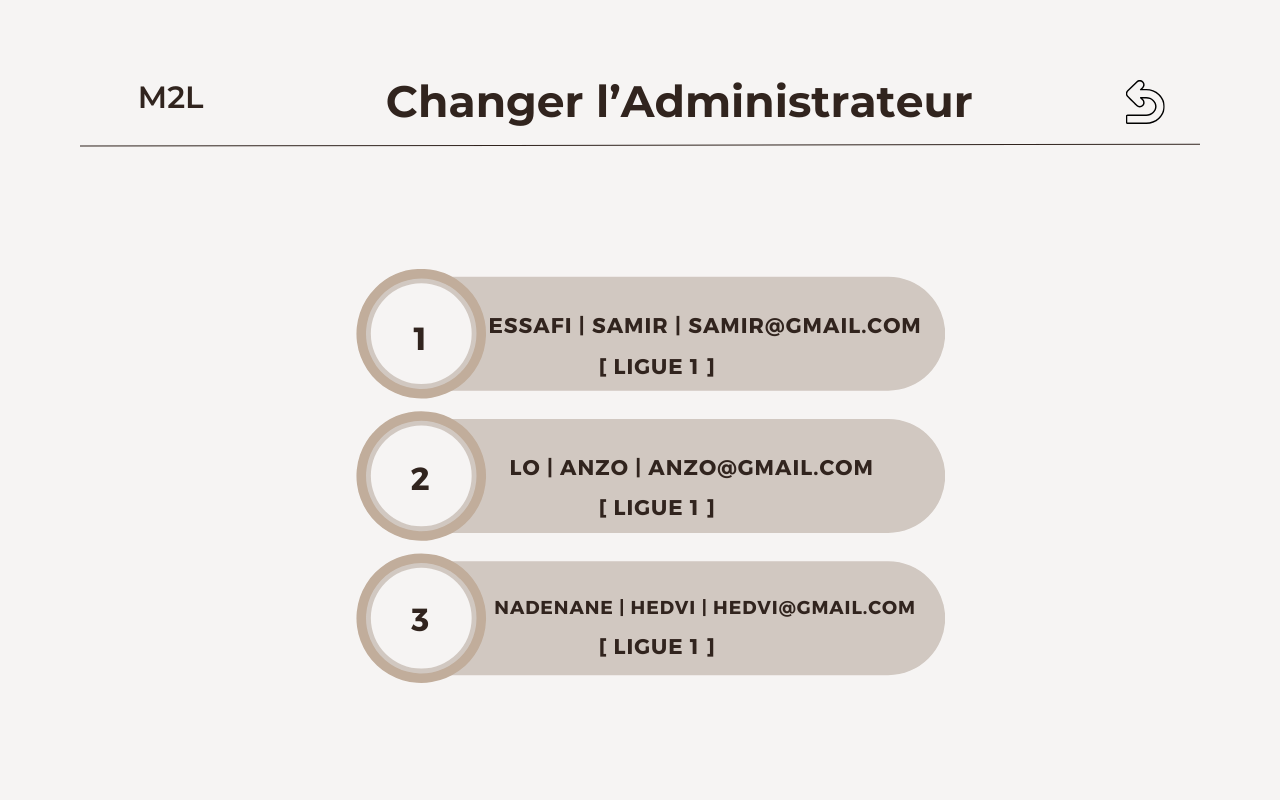 M2L
Changer l’Administrateur
1
ESSAFI | SAMIR | SAMIR@GMAIL.COM
[ LIGUE 1 ]
2
LO | ANZO | ANZO@GMAIL.COM
[ LIGUE 1 ]
3
NADENANE | HEDVI | HEDVI@GMAIL.COM
[ LIGUE 1 ]